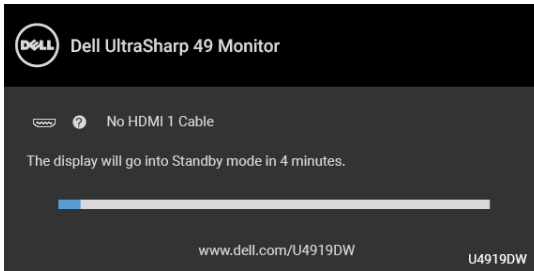 DELL Dell UltraSharp 49 Monitor
? No HDMI 1 Cable
The display will go into Standby mode in 4 minutes.
www.dell.com/U4919DW
U4919DW